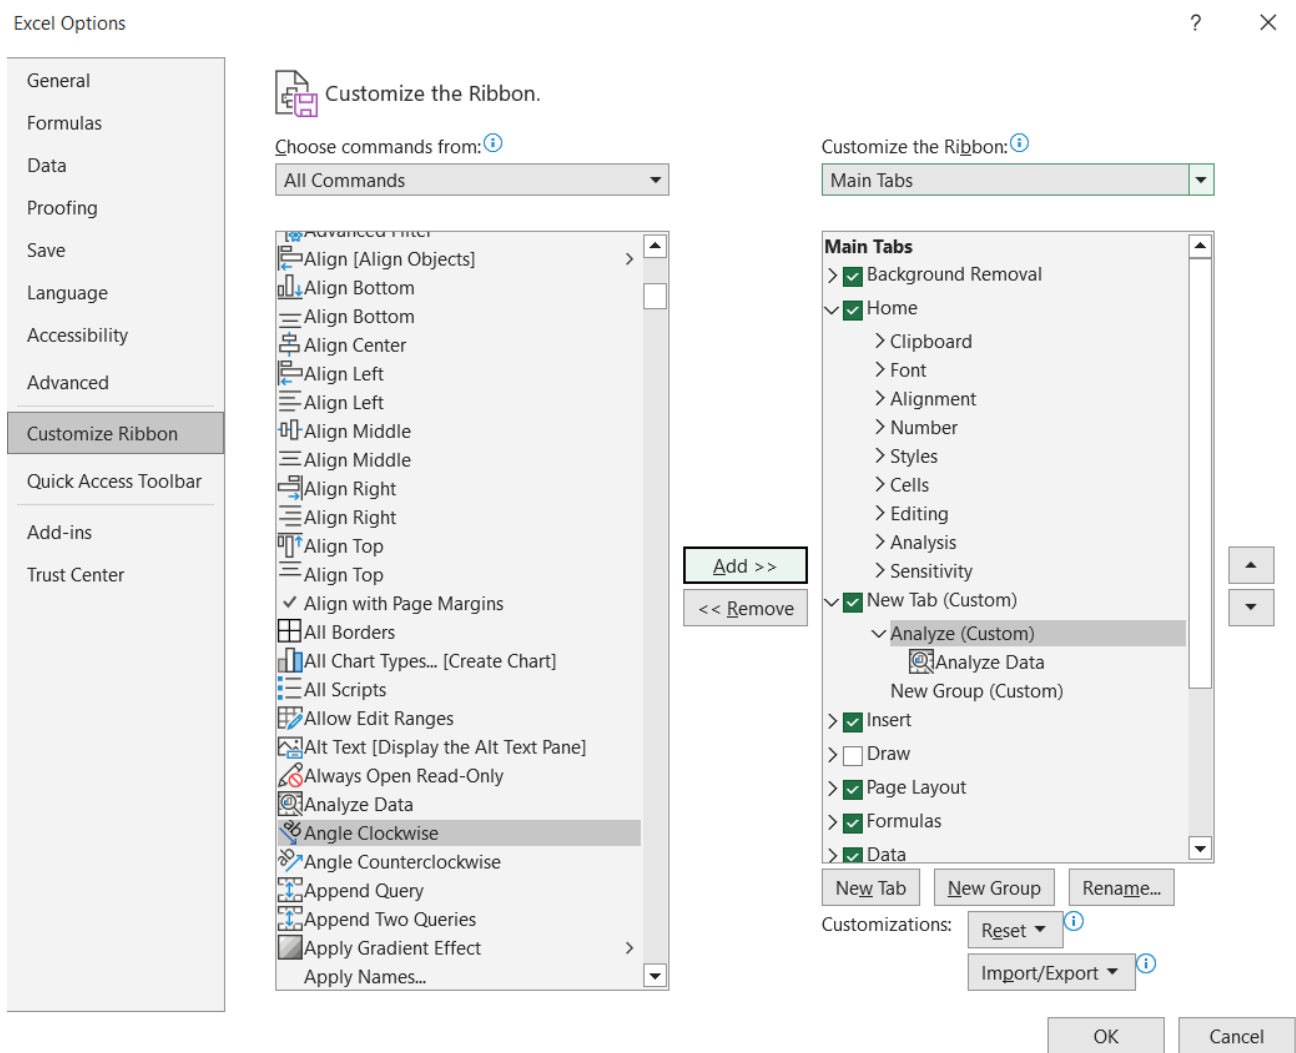 Excel Options
?
General
Formulas
Data
Proofing
Save
Language
Accessibility
Advanced
Customize Ribbon
Quick Access Toolbar
Add-ins
Trust Center
Customize the Ribbon.
Choose commands from:
All Commands
Advanced Filter
Align [Align Objects]
Align Bottom
Align Bottom
Align Center
Align Left
Align Left
Align Middle
Align Middle
Align Right
Align Right
Align Top
Align Top
Align with Page Margins
All Borders
All Chart Types... [Create Chart]
All Scripts
Allow Edit Ranges
Alt Text [Display the Alt Text Pane]
Always Open Read-Only
Analyze Data
Angle Clockwise
Angle Counterclockwise
Append Query
Append Two Queries
Apply Gradient Effect
Apply Names...
Add >>
<< Remove
Customize the Ribbon:
Main Tabs
Main Tabs
Background Removal
Home
Clipboard
Font
Alignment
Number
Styles
Cells
Editing
Analysis
Sensitivity
New Tab (Custom)
Analyze (Custom)
Analyze Data
New Group (Custom)
Insert
Draw
Page Layout
Formulas
Data
New Tab
New Group
Rename...
Customizations:
Reset
Import/Export
OK
Cancel